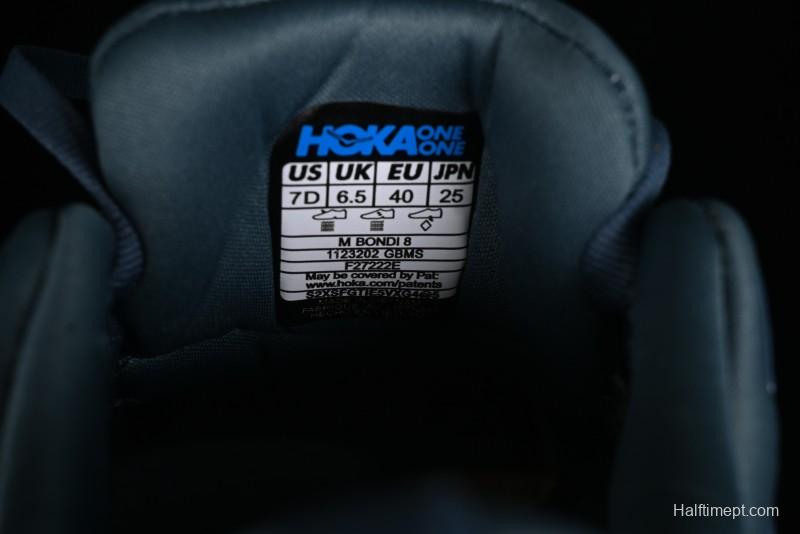 HOKA ONE ONE
US UK EU JPN
7D 6.5 40 25
M BONDI 8
1123202 GBMS
F27222E
May be covered by Pat:
www.hoka.com/patents
Halftimept.com